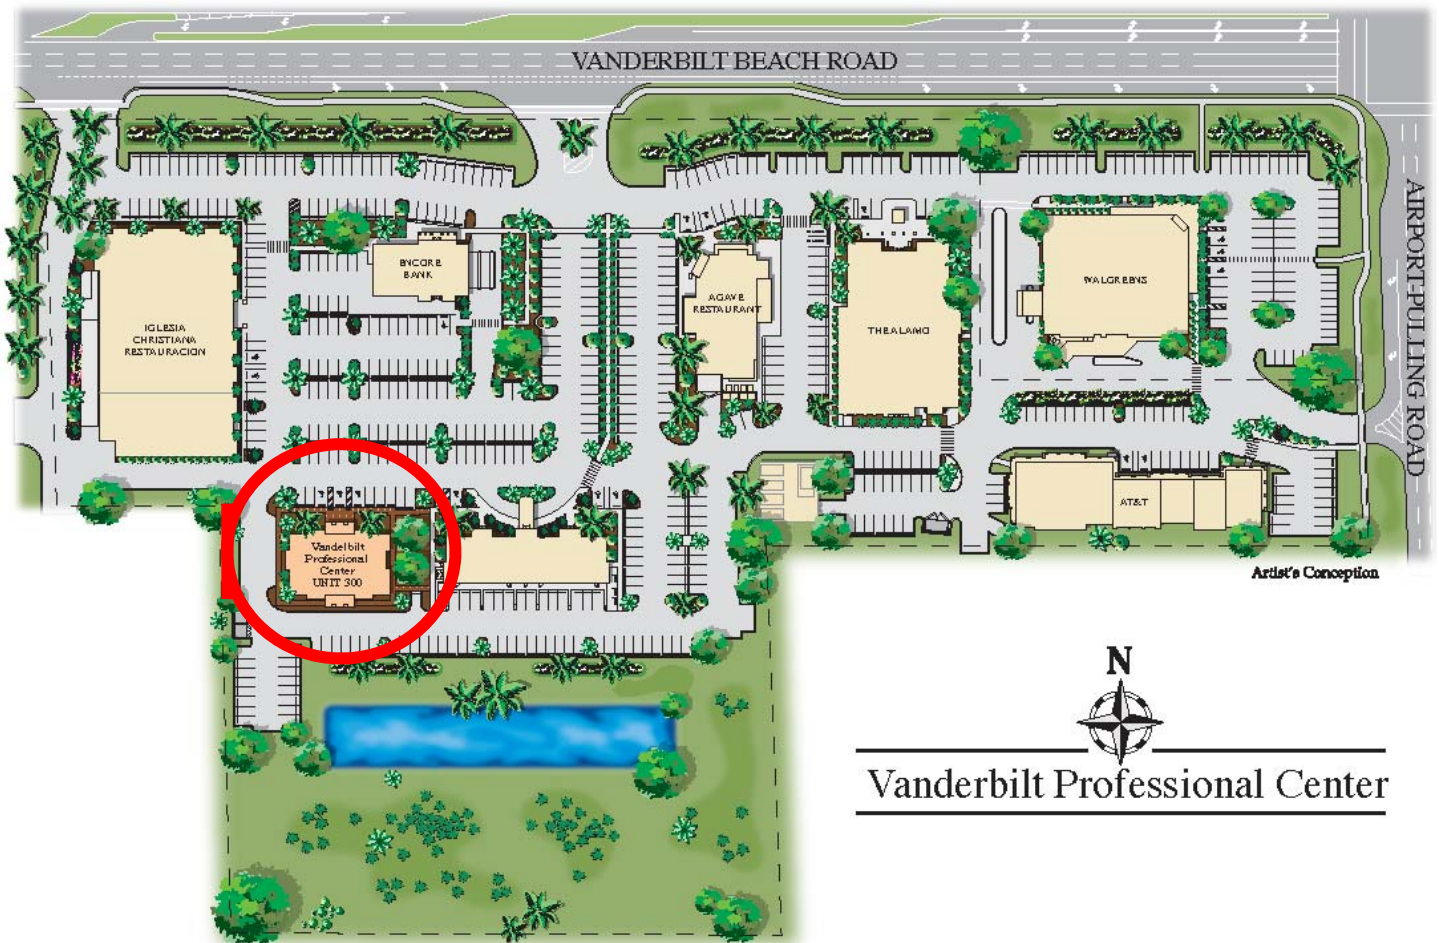 VANDERBILT BEACH ROAD
AIRPORT-PULLING ROAD
ENCORE
BANK
IGLESIA
CHRISTIANA
RESTAURACION
AGAVE
RESTAURANT
THE ALAMO
WALGREENS
AT&T
Vandelbilt
Professional
Center
UNIT 300
Artist's Conception
N
Vanderbilt Professional Center